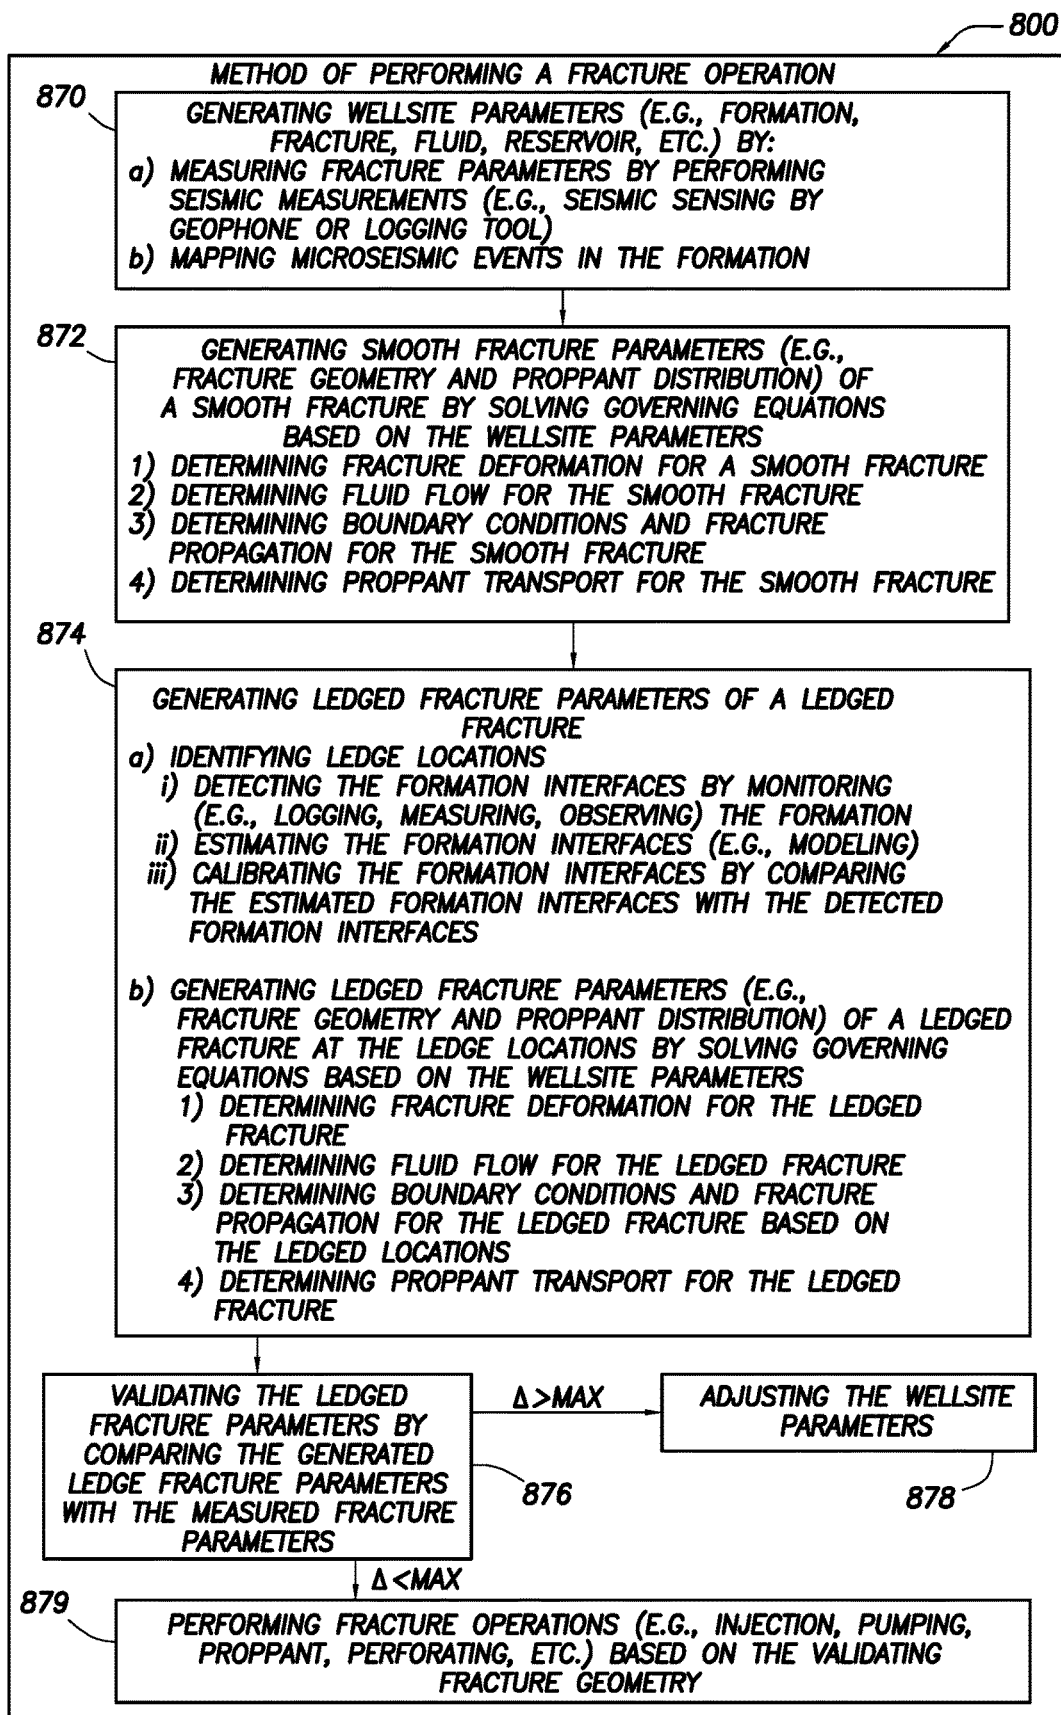 800
METHOD OF PERFORMING A FRACTURE OPERATION
870
GENERATING WELLSITE PARAMETERS (E.G., FORMATION,
FRACTURE, FLUID, RESERVOIR, ETC.) BY:
a) MEASURING FRACTURE PARAMETERS BY PERFORMING
SEISMIC MEASUREMENTS (E.G., SEISMIC SENSING BY
GEOPHONE OR LOGGING TOOL)
b) MAPPING MICROSEISMIC EVENTS IN THE FORMATION
872
GENERATING SMOOTH FRACTURE PARAMETERS (E.G.,
FRACTURE GEOMETRY AND PROPPANT DISTRIBUTION) OF
A SMOOTH FRACTURE BY SOLVING GOVERNING EQUATIONS
BASED ON THE WELLSITE PARAMETERS
1) DETERMINING FRACTURE DEFORMATION FOR A SMOOTH FRACTURE
2) DETERMINING FLUID FLOW FOR THE SMOOTH FRACTURE
3) DETERMINING BOUNDARY CONDITIONS AND FRACTURE
PROPAGATION FOR THE SMOOTH FRACTURE
4) DETERMINING PROPPANT TRANSPORT FOR THE SMOOTH FRACTURE
874
GENERATING LEDGED FRACTURE PARAMETERS OF A LEDGED
FRACTURE
a) IDENTIFYING LEDGE LOCATIONS
i) DETECTING THE FORMATION INTERFACES BY MONITORING
(E.G., LOGGING, MEASURING, OBSERVING) THE FORMATION
ii) ESTIMATING THE FORMATION INTERFACES (E.G., MODELING)
iii) CALIBRATING THE FORMATION INTERFACES BY COMPARING
THE ESTIMATED FORMATION INTERFACES WITH THE DETECTED
FORMATION INTERFACES
b) GENERATING LEDGED FRACTURE PARAMETERS (E.G.,
FRACTURE GEOMETRY AND PROPPANT DISTRIBUTION) OF A LEDGED
FRACTURE AT THE LEDGE LOCATIONS BY SOLVING GOVERNING
EQUATIONS BASED ON THE WELLSITE PARAMETERS
1) DETERMINING FRACTURE DEFORMATION FOR THE LEDGED
FRACTURE
2) DETERMINING FLUID FLOW FOR THE LEDGED FRACTURE
3) DETERMINING BOUNDARY CONDITIONS AND FRACTURE
PROPAGATION FOR THE LEDGED FRACTURE BASED ON
THE LEDGED LOCATIONS
4) DETERMINING PROPPANT TRANSPORT FOR THE LEDGED
FRACTURE
VALIDATING THE LEDGED
FRACTURE PARAMETERS BY
COMPARING THE GENERATED
LEDGE FRACTURE PARAMETERS
WITH THE MEASURED FRACTURE
PARAMETERS
876
Δ>MAX
ADJUSTING THE WELLSITE
PARAMETERS
878
Δ<MAX
879
PERFORMING FRACTURE OPERATIONS (E.G., INJECTION, PUMPING,
PROPPANT, PERFORATING, ETC.) BASED ON THE VALIDATING
FRACTURE GEOMETRY